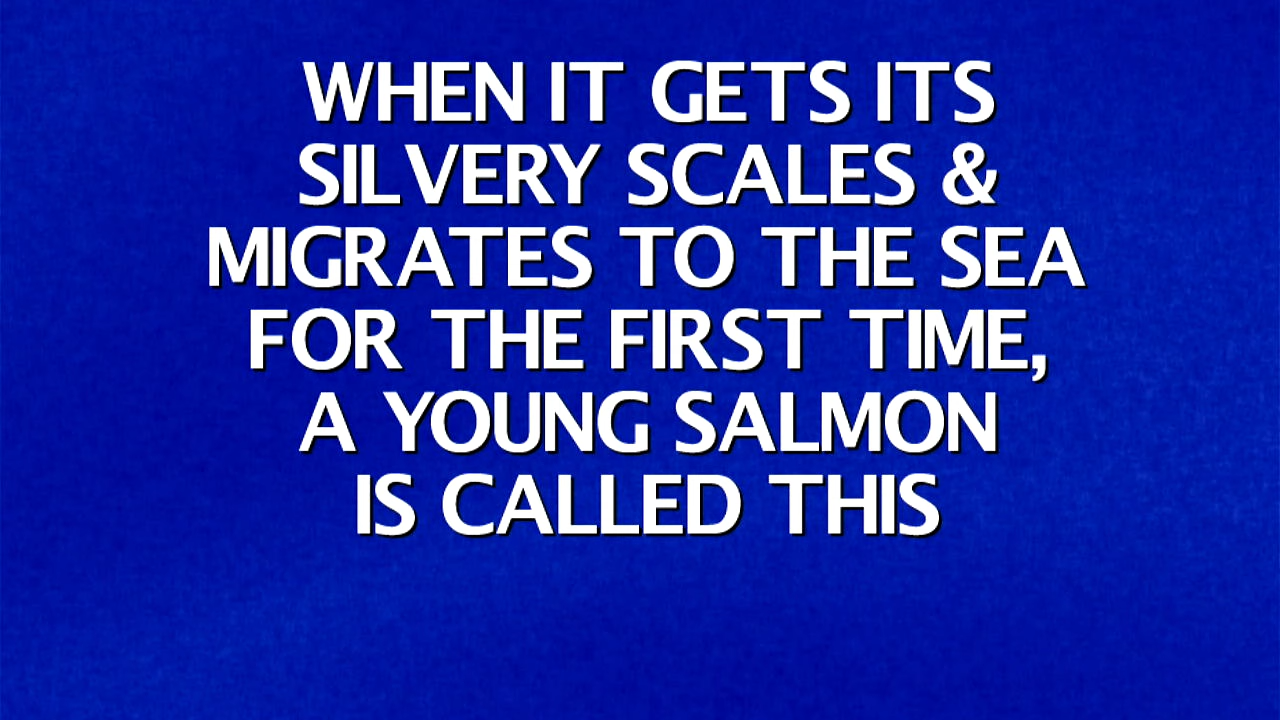 WHEN IT GETS ITS
SILVERY SCALES &
MIGRATES TO THE SEA
FOR THE FIRST TIME,
A YOUNG SALMON
IS CALLED THIS